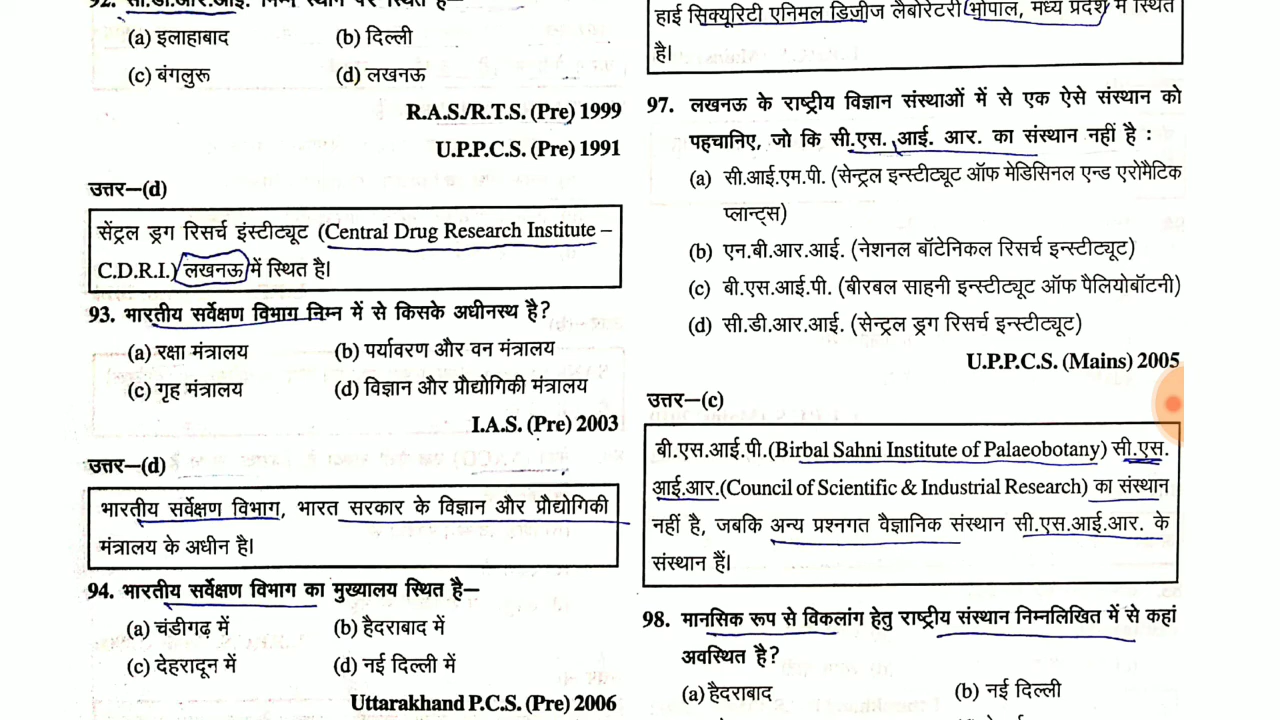 92. सी.डी.आर.आई. निम्न स्थान पर स्थित है–
(a) इलाहाबाद (b) दिल्ली
(c) बंगलुरू (d) लखनऊ
R.A.S./R.T.S. (Pre) 1999
U.P.P.C.S. (Pre) 1991
उत्तर–(d)
सेंट्रल ड्रग रिसर्च इंस्टीट्यूट (Central Drug Research Institute –
C.D.R.I.) लखनऊ में स्थित है।
93. भारतीय सर्वेक्षण विभाग निम्न में से किसके अधीनस्थ है?
(a) रक्षा मंत्रालय (b) पर्यावरण और वन मंत्रालय
(c) गृह मंत्रालय (d) विज्ञान और प्रौद्योगिकी मंत्रालय
I.A.S. (Pre) 2003
उत्तर–(d)
भारतीय सर्वेक्षण विभाग, भारत सरकार के विज्ञान और प्रौद्योगिकी
मंत्रालय के अधीन है।
94. भारतीय सर्वेक्षण विभाग का मुख्यालय स्थित है–
(a) चंडीगढ़ में (b) हैदराबाद में
(c) देहरादून में (d) नई दिल्ली में
Uttarakhand P.C.S. (Pre) 2006
हाई सिक्यूरिटी एनिमल डिज़ीज लैबोरेटरी भोपाल, मध्य प्रदेश में स्थित
है।
97. लखनऊ के राष्ट्रीय विज्ञान संस्थाओं में से एक ऐसे संस्थान को
पहचानिए, जो कि सी.एस. आई. आर. का संस्थान नहीं है :
(a) सी.आई.एम.पी. (सेन्ट्रल इन्स्टीट्यूट ऑफ मेडिसिनल एन्ड एरोमैटिक
प्लान्ट्स)
(b) एन.बी.आर.आई. (नेशनल बॉटेनिकल रिसर्च इन्स्टीट्यूट)
(c) बी.एस.आई.पी. (बीरबल साहनी इन्स्टीट्यूट ऑफ पैलियोबॉटनी)
(d) सी.डी.आर.आई. (सेन्ट्रल ड्रग रिसर्च इन्स्टीट्यूट)
U.P.P.C.S. (Mains) 2005
उत्तर–(c)
बी.एस.आई.पी.(Birbal Sahni Institute of Palaeobotany) सी.एस.
आई.आर.(Council of Scientific & Industrial Research) का संस्थान
नहीं है, जबकि अन्य प्रश्नगत वैज्ञानिक संस्थान सी.एस.आई.आर. के
संस्थान हैं।
98. मानसिक रूप से विकलांग हेतु राष्ट्रीय संस्थान निम्नलिखित में से कहां
अवस्थित है?
(a) हैदराबाद (b) नई दिल्ली